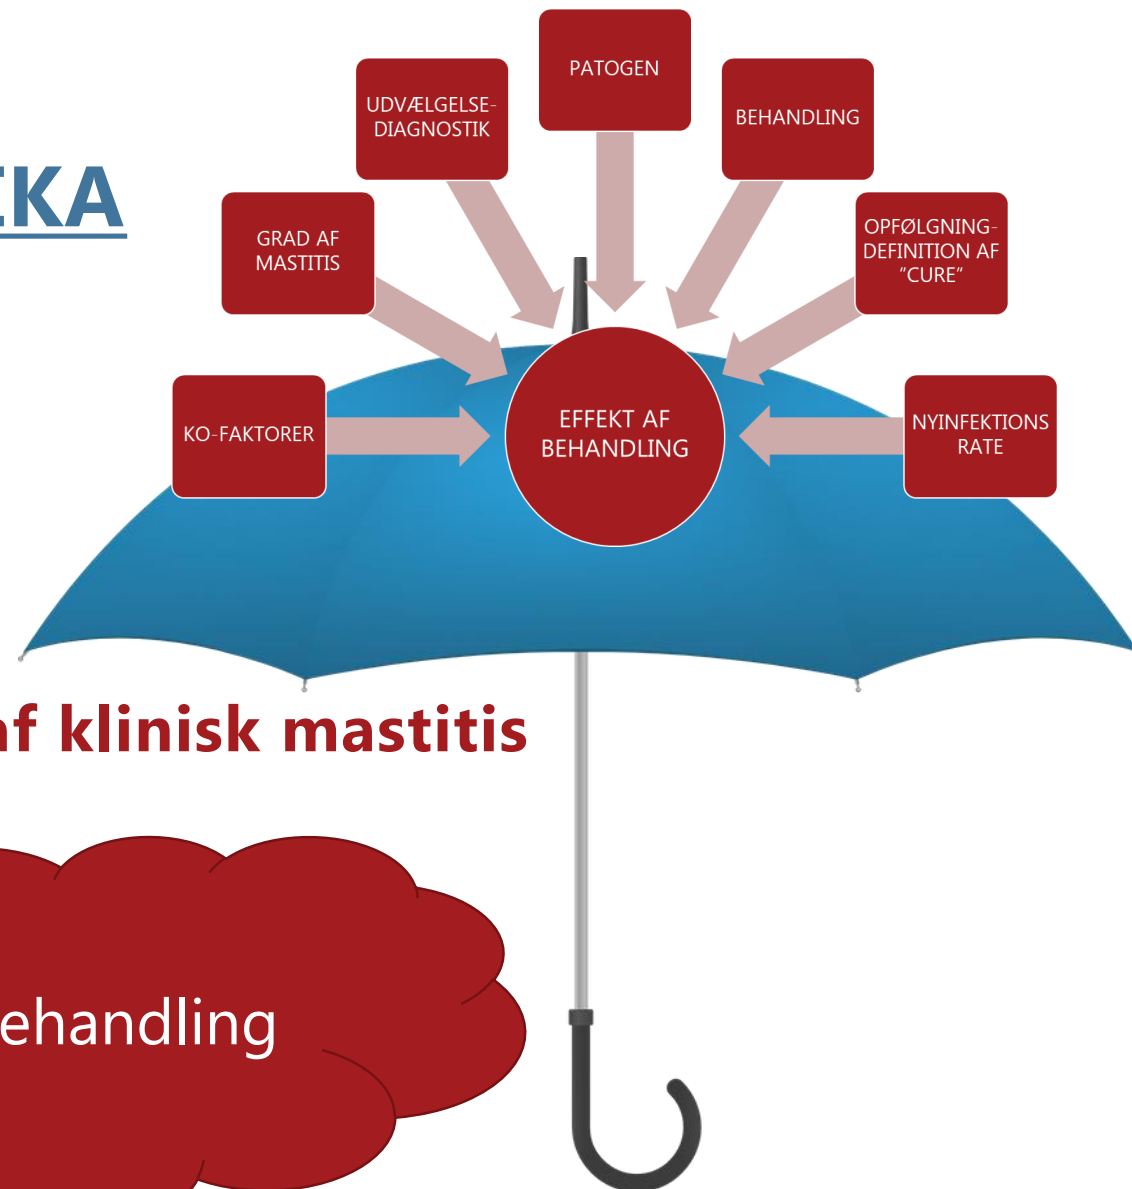 PATOGEN
UDVÆLGELSE-
DIAGNOSTIK
BEHANDLING
IKA
GRAD AF
MASTITIS
OPFØLGNING-
DEFINITION AF
”CURE”
KO-FAKTORER
EFFEKT AF
BEHANDLING
NYINFEKTIONS
RATE
af klinisk mastitis
ehandling